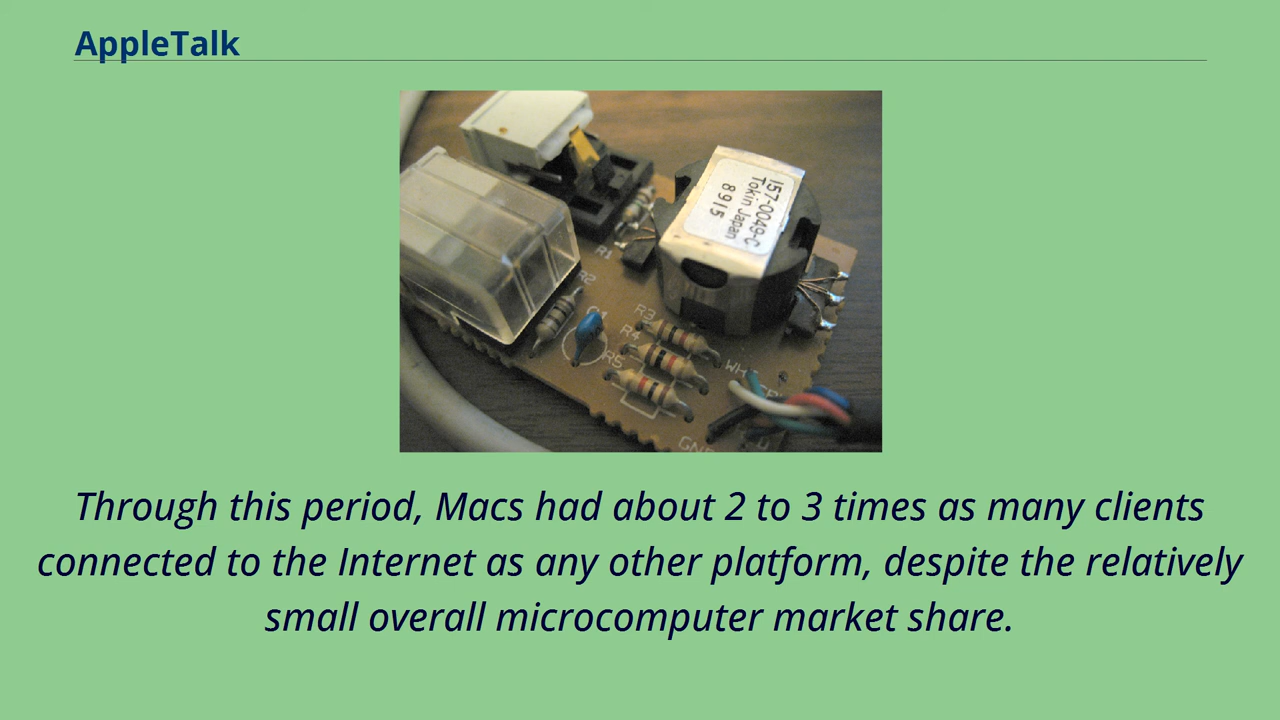 AppleTalk
157-0049-C
Tokin Japan
8915
R1
R2
R3
R4
R5
Through this period, Macs had about 2 to 3 times as many clients
connected to the Internet as any other platform, despite the relatively
small overall microcomputer market share.